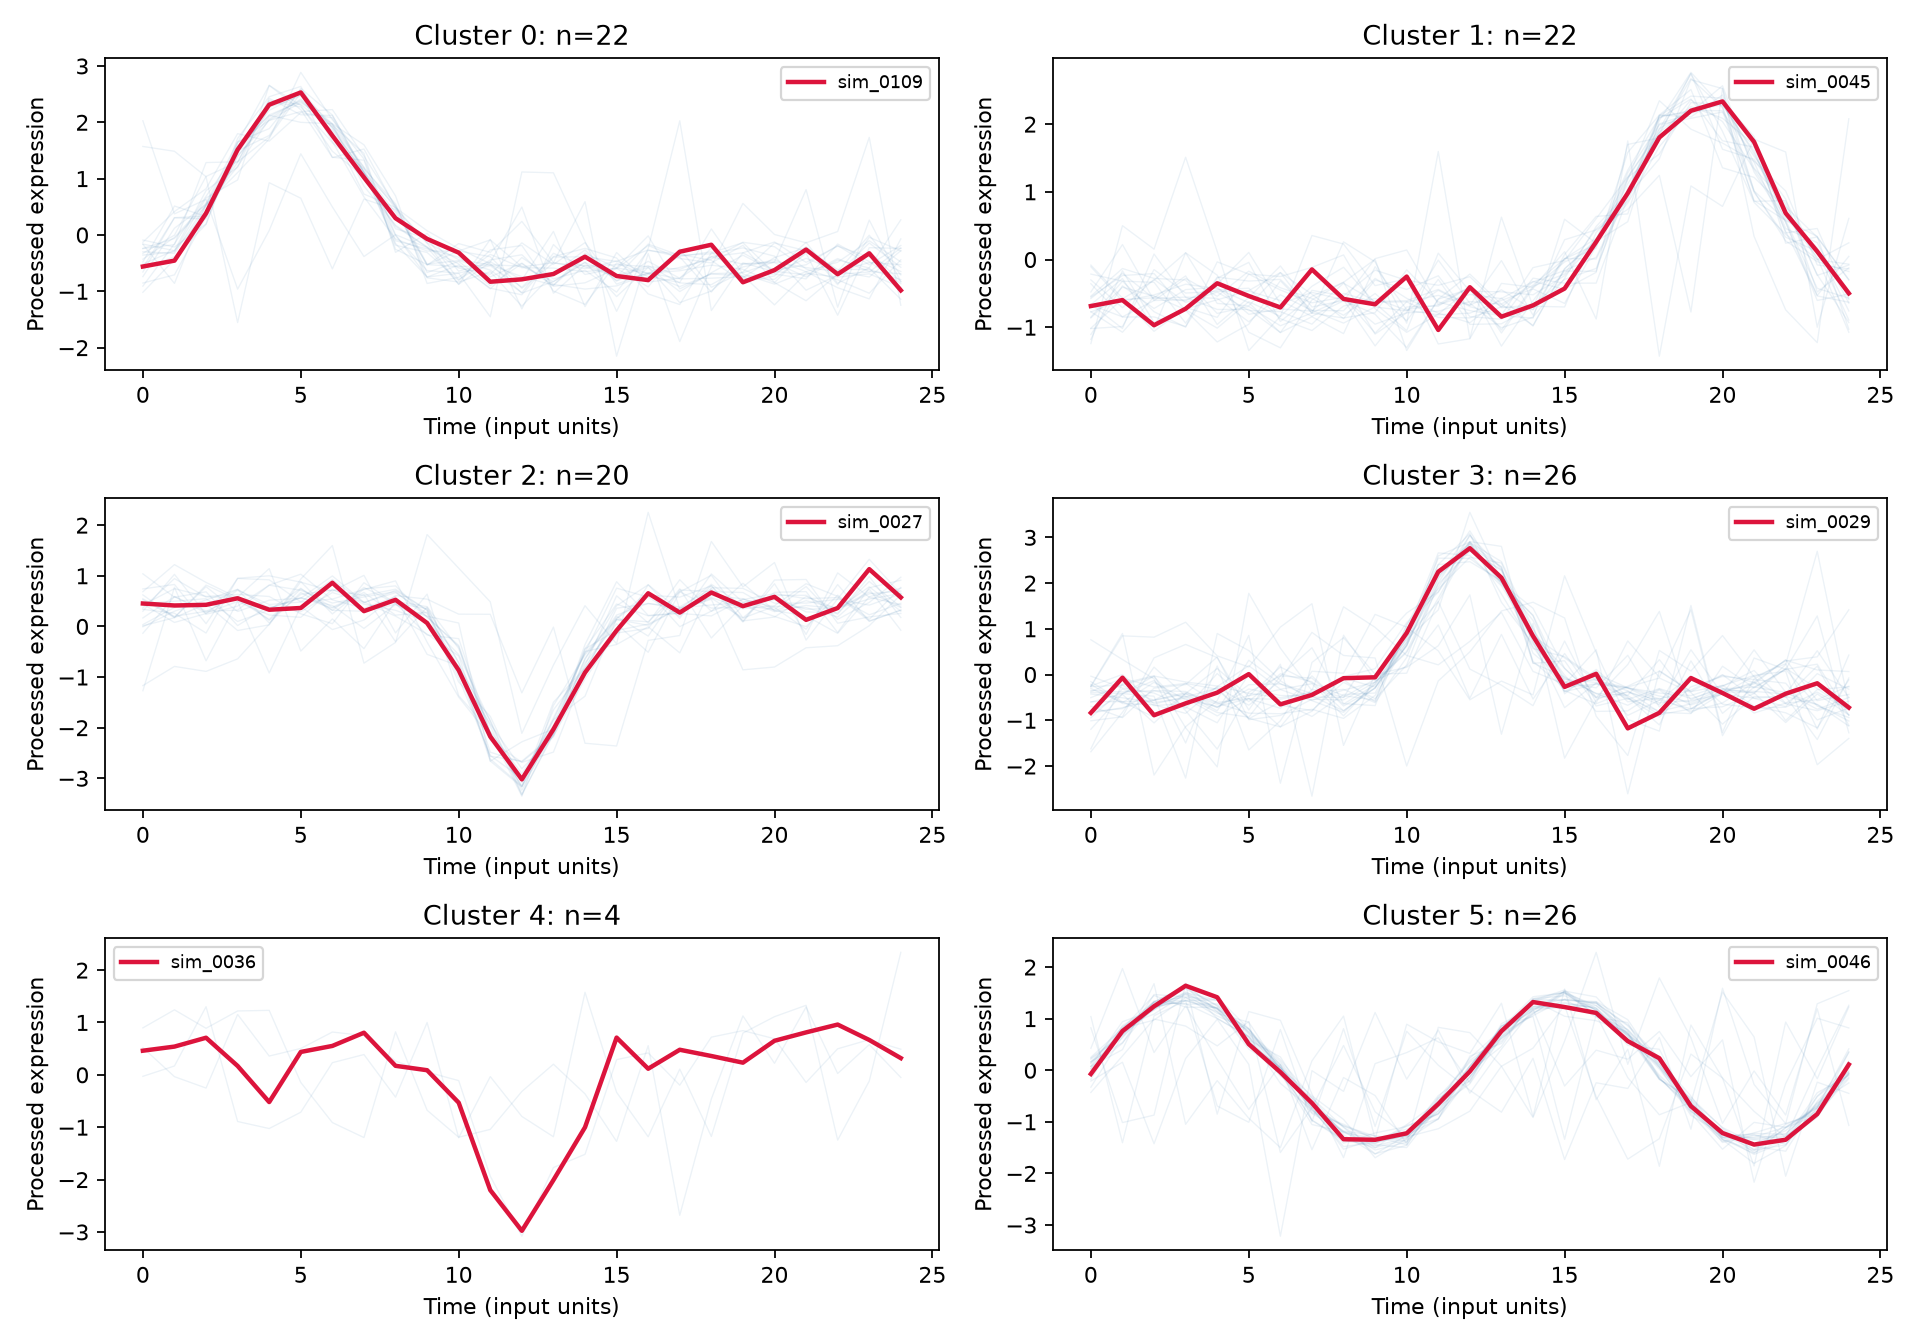 Cluster 0: n=22
sim_0109
Processed expression
3
2
1
0
−1
−2
0 5 10 15 20 25
Time (input units)
Cluster 1: n=22
sim_0045
Processed expression
2
1
0
−1
0 5 10 15 20 25
Time (input units)
Cluster 2: n=20
sim_0027
Processed expression
2
1
0
−1
−2
−3
0 5 10 15 20 25
Time (input units)
Cluster 3: n=26
sim_0029
Processed expression
3
2
1
0
−1
−2
0 5 10 15 20 25
Time (input units)
Cluster 4: n=4
sim_0036
Processed expression
2
1
0
−1
−2
−3
0 5 10 15 20 25
Time (input units)
Cluster 5: n=26
sim_0046
Processed expression
2
1
0
−1
−2
−3
0 5 10 15 20 25
Time (input units)